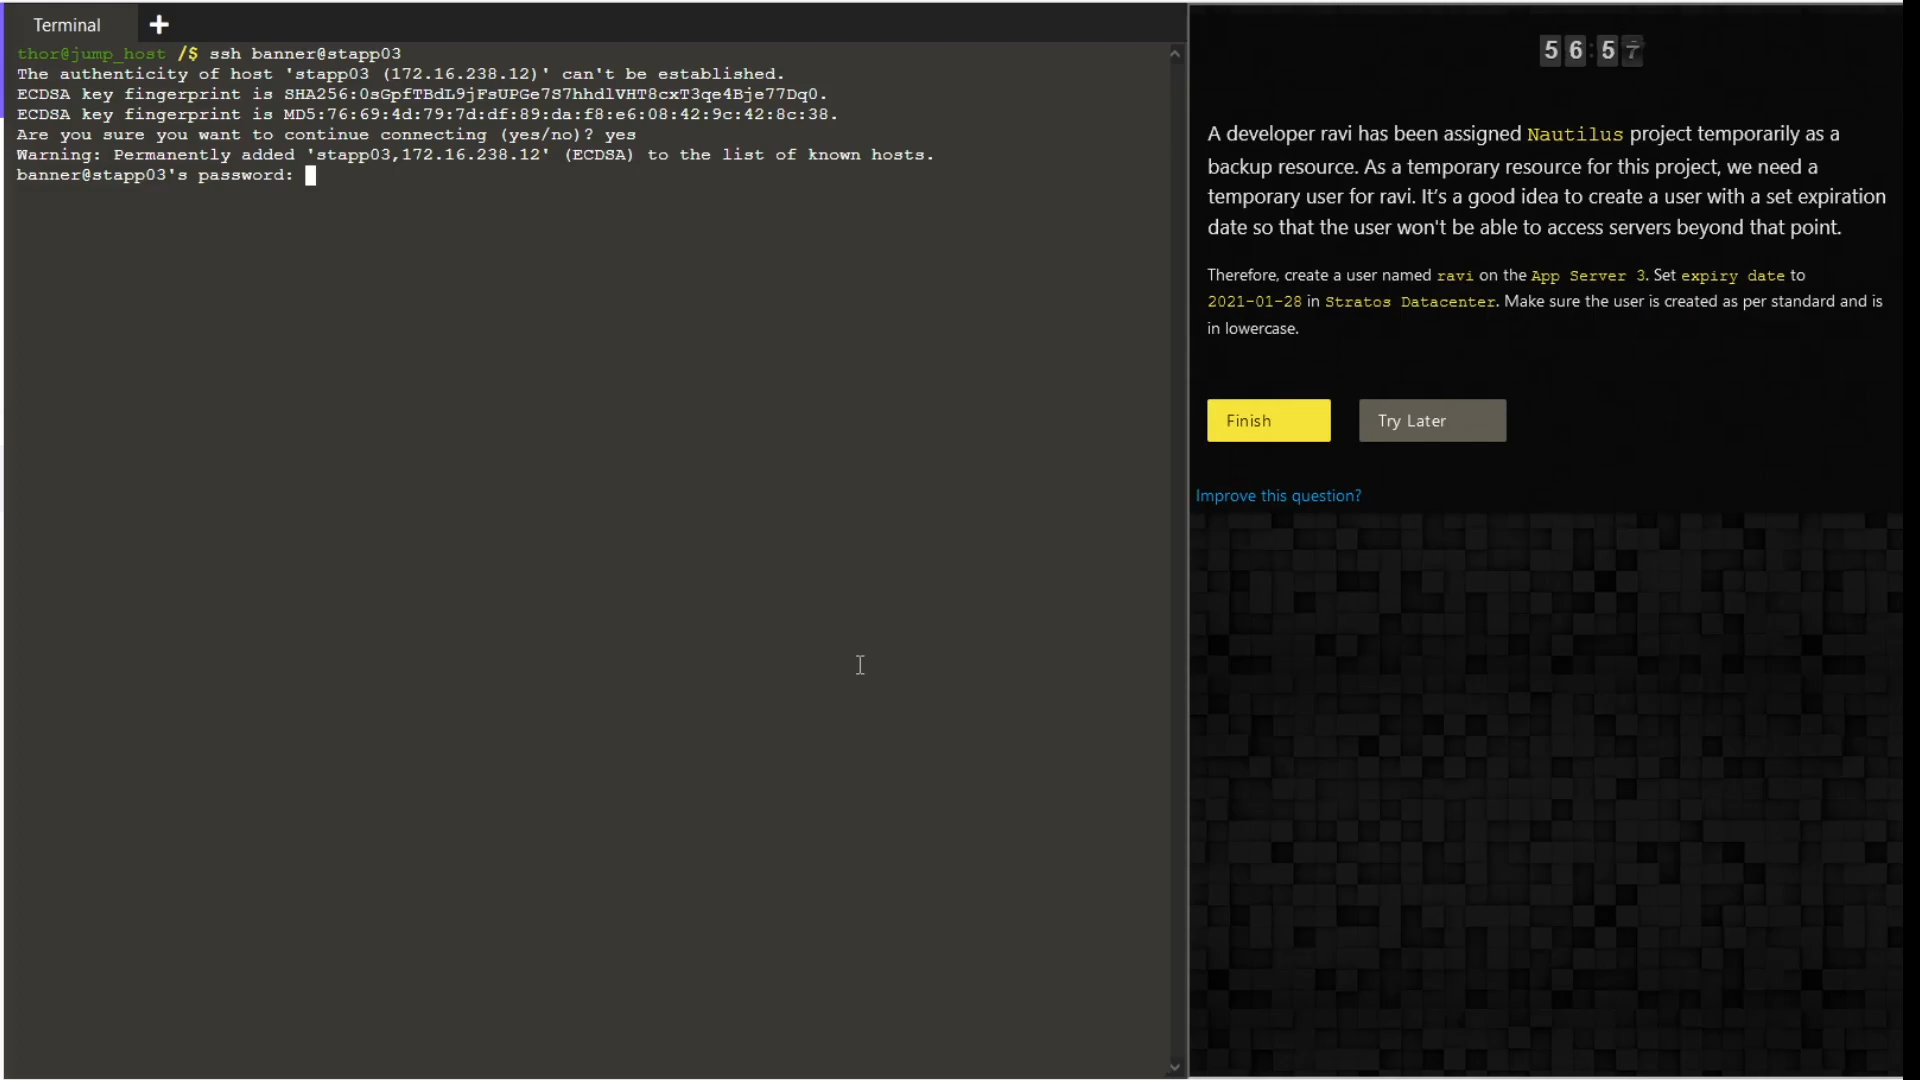 Terminal
thor@jump_host /$ ssh banner@stapp03
The authenticity of host 'stapp03 (172.16.238.12)' can't be established.
ECDSA key fingerprint is SHA256:0sGpfTBdL9jFsUPGe7S7hhdlVHT8cxT3qe4Bje77Dq0.
ECDSA key fingerprint is MD5:76:69:4d:79:7d:df:89:da:f8:e6:08:42:9c:42:8c:38.
Are you sure you want to continue connecting (yes/no)? yes
Warning: Permanently added 'stapp03,172.16.238.12' (ECDSA) to the list of known hosts.
banner@stapp03's password:
56:57
A developer ravi has been assigned Nautilus project temporarily as a
backup resource. As a temporary resource for this project, we need a
temporary user for ravi. It’s a good idea to create a user with a set expiration
date so that the user won't be able to access servers beyond that point.
Therefore, create a user named ravi on the App Server 3. Set expiry date to
2021-01-28 in Stratos Datacenter. Make sure the user is created as per standard and is
in lowercase.
Finish
Try Later
Improve this question?